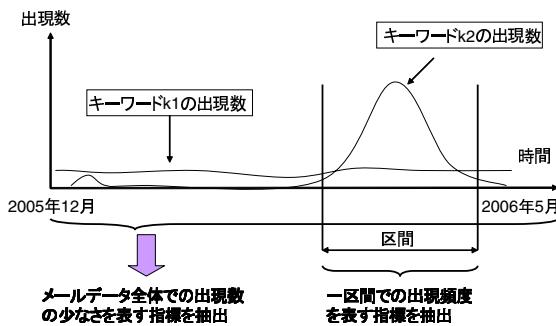 出現数
キーワードk2の出現数
キーワードk1の出現数
時間
2005年12月
2006年5月
区間
メールデータ全体での出現数
の少なさを表す指標を抽出
一区間での出現頻度
を表す指標を抽出